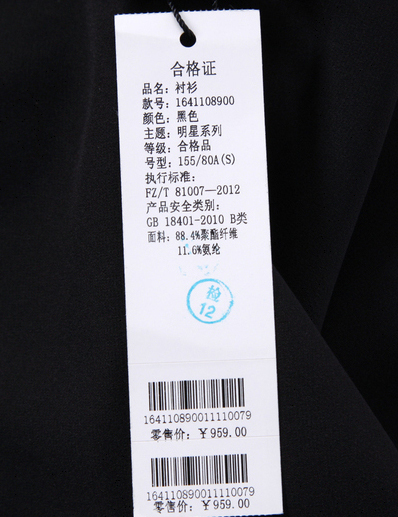 合格证
品名：衬衫
款号：1641108900
颜色：黑色
主题：明星系列
等级：合格品
号型：155/80A(S)
执行标准：
FZ/T 81007—2012
产品安全类别：
GB 18401-2010 B类
面料：88.4%聚酯纤维
11.6%氨纶
检
12
164110890011110079
零售价：￥959.00
164110890011110079
零售价：￥959.00